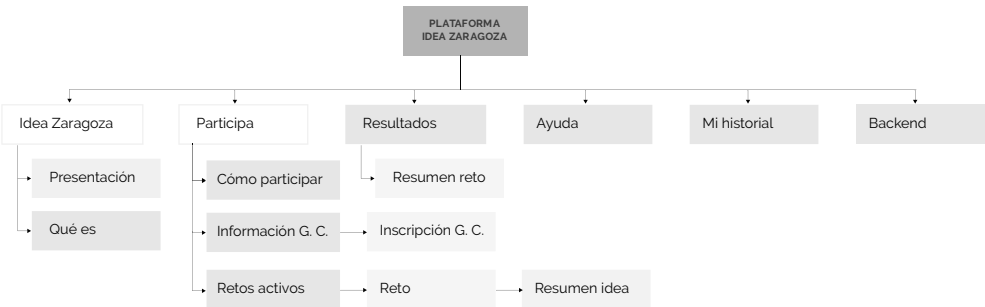 PLATAFORMA
IDEA ZARAGOZA
Idea Zaragoza
Participa
Resultados
Ayuda
Mi historial
Backend
Presentación
Cómo participar
Resumen reto
Qué es
Información G. C.
Inscripción G. C.
Retos activos
Reto
Resumen idea